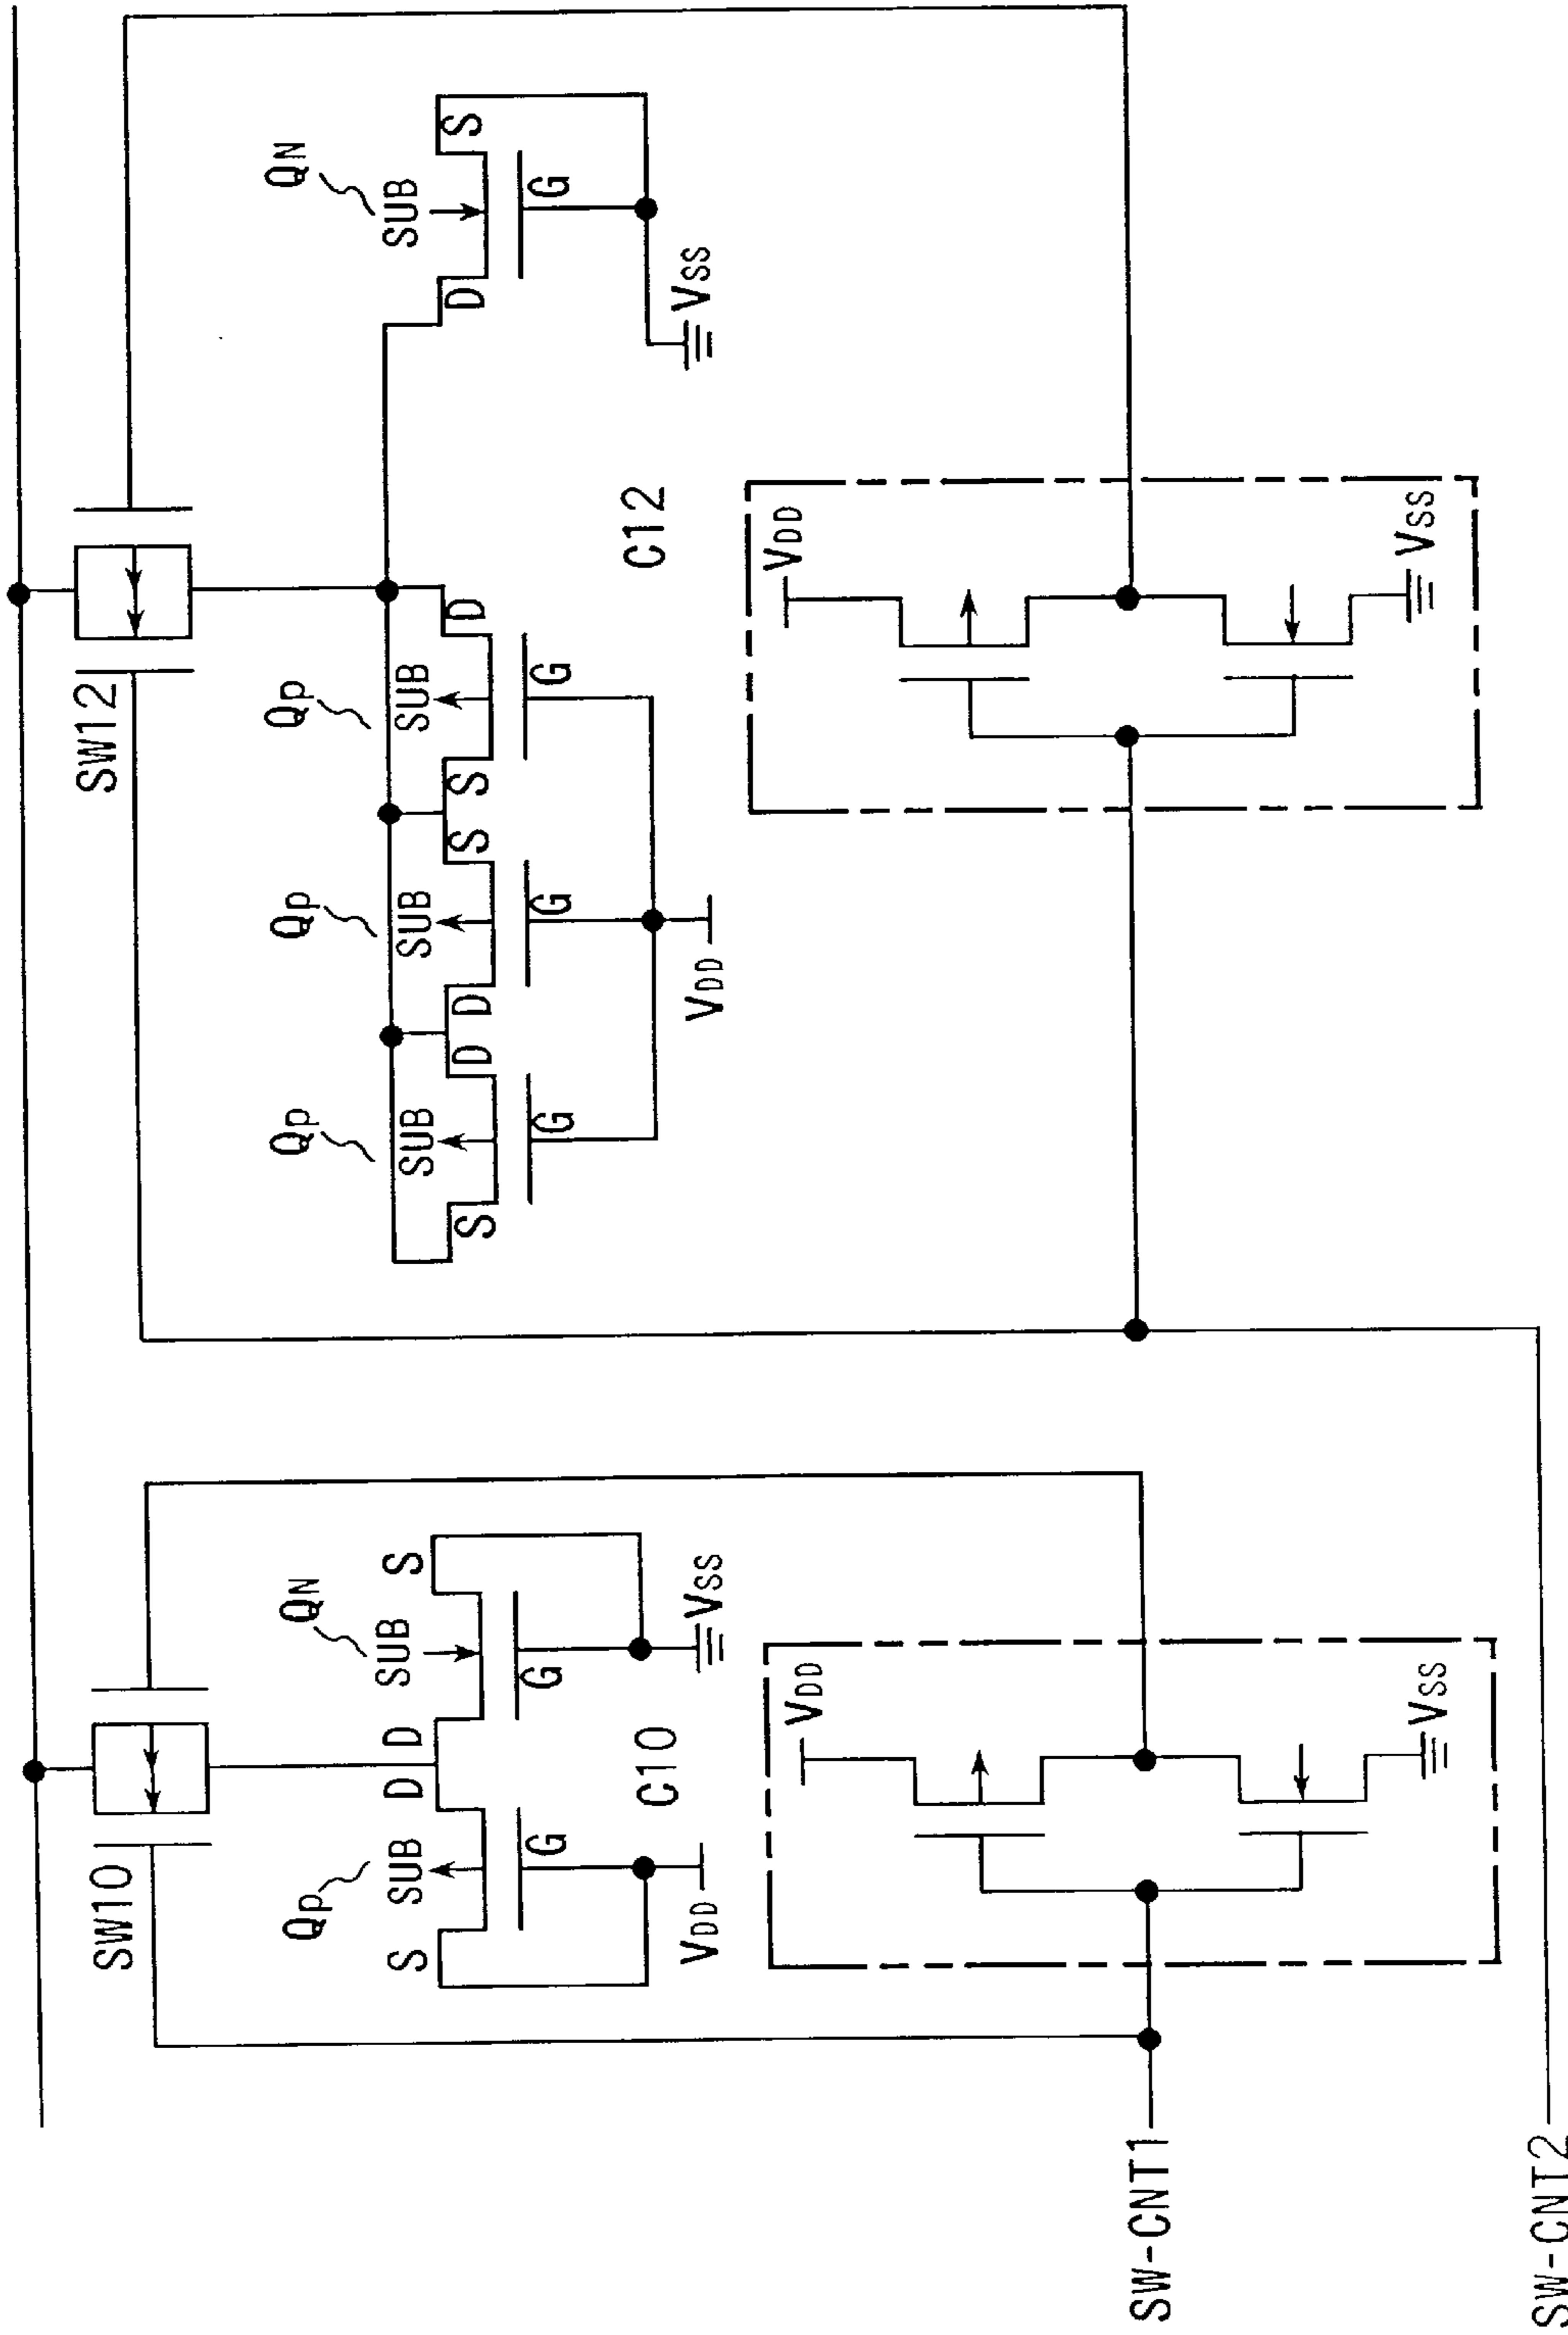 SW10
SW12
Qp
QN
Qp
Qp
Qp
QN
S
SUB
D
D
SUB
S
SUB
SUB
SUB
SUB
S
D
D
S
S
D
D
S
G
G
G
G
G
G
C10
C12
VDD
VSS
VDD
VSS
VDD
VDD
SW-CNT1
VSS
VSS
SW-CNT2